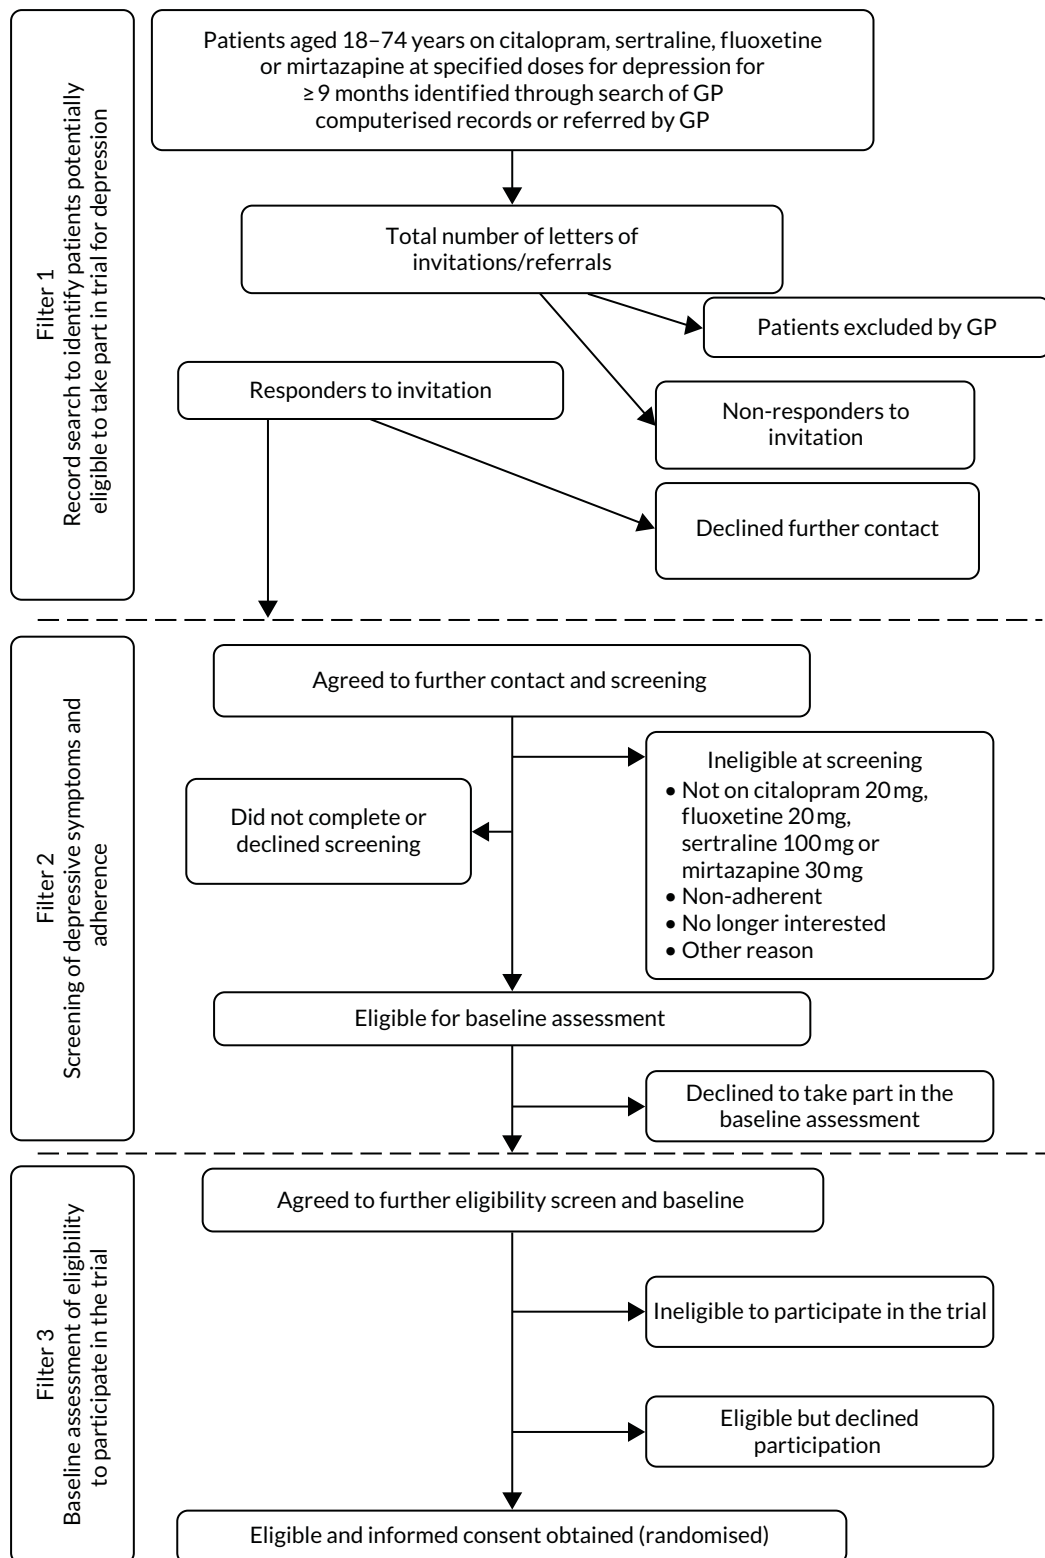 Filter 1
Record search to identify patients potentially
eligible to take part in trial for depression
Patients aged 18–74 years on citalopram, sertraline, fluoxetine
or mirtazapine at specified doses for depression for
≥ 9 months identified through search of GP
computerised records or referred by GP
Total number of letters of
invitations/referrals
Patients excluded by GP
Responders to invitation
Non-responders to
invitation
Declined further contact
Filter 2
Screening of depressive symptoms and
adherence
Agreed to further contact and screening
Ineligible at screening
• Not on citalopram 20 mg,
fluoxetine 20 mg,
sertraline 100 mg or
mirtazapine 30 mg
• Non-adherent
• No longer interested
• Other reason
Did not complete or
declined screening
Eligible for baseline assessment
Declined to take part in the
baseline assessment
Filter 3
Baseline assessment of eligibility
to participate in the trial
Agreed to further eligibility screen and baseline
Ineligible to participate in the trial
Eligible but declined
participation
Eligible and informed consent obtained (randomised)